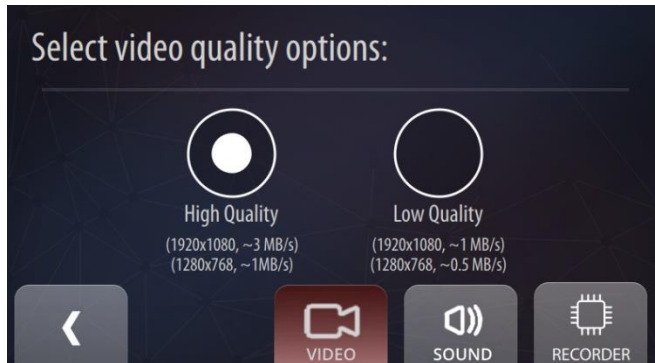 Select video quality options:
High Quality
(1920x1080, ~3 MB/s)
(1280x768, ~1MB/s)
Low Quality
(1920x1080, ~1 MB/s)
(1280x768, ~0.5 MB/s)
VIDEO
SOUND
RECORDER